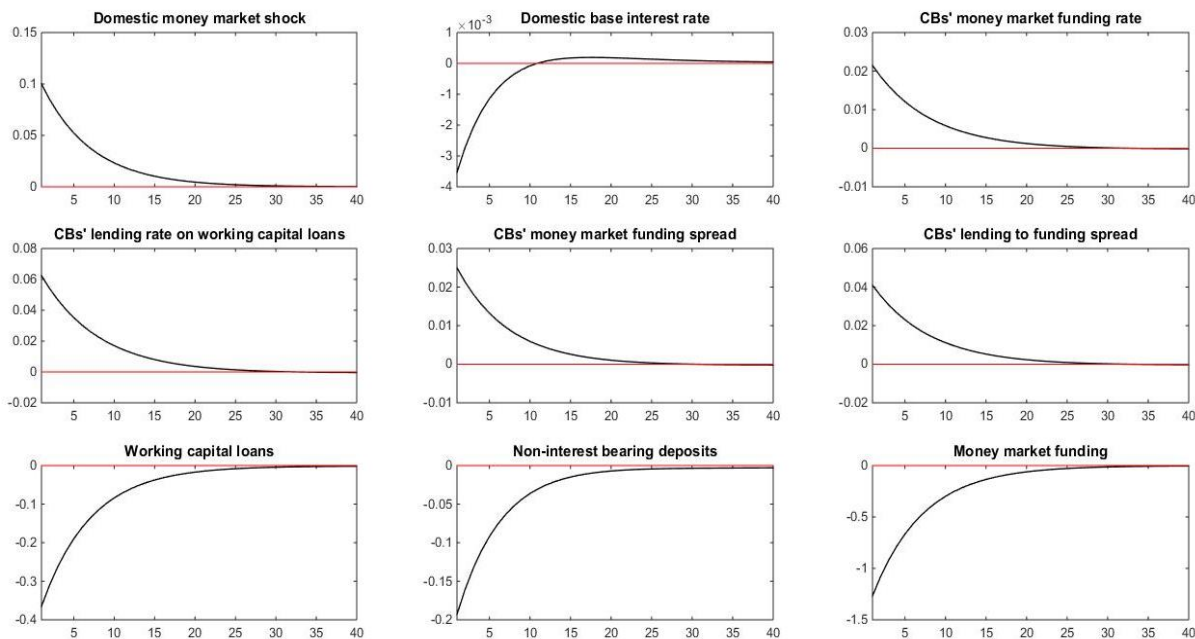 Domestic money market shock
0.15
0.1
0.05
0
5 10 15 20 25 30 35 40
Domestic base interest rate
1 × 10-3
0
-1
-2
-3
-4
5 10 15 20 25 30 35 40
CBs' money market funding rate
0.03
0.02
0.01
0
-0.01
5 10 15 20 25 30 35 40
CBs' lending rate on working capital loans
0.08
0.06
0.04
0.02
0
-0.02
5 10 15 20 25 30 35 40
CBs' money market funding spread
0.03
0.02
0.01
0
-0.01
5 10 15 20 25 30 35 40
CBs' lending to funding spread
0.06
0.04
0.02
0
-0.02
5 10 15 20 25 30 35 40
Working capital loans
0
-0.1
-0.2
-0.3
-0.4
5 10 15 20 25 30 35 40
Non-interest bearing deposits
0
-0.05
-0.1
-0.15
-0.2
5 10 15 20 25 30 35 40
Money market funding
0
-0.5
-1
-1.5
5 10 15 20 25 30 35 40